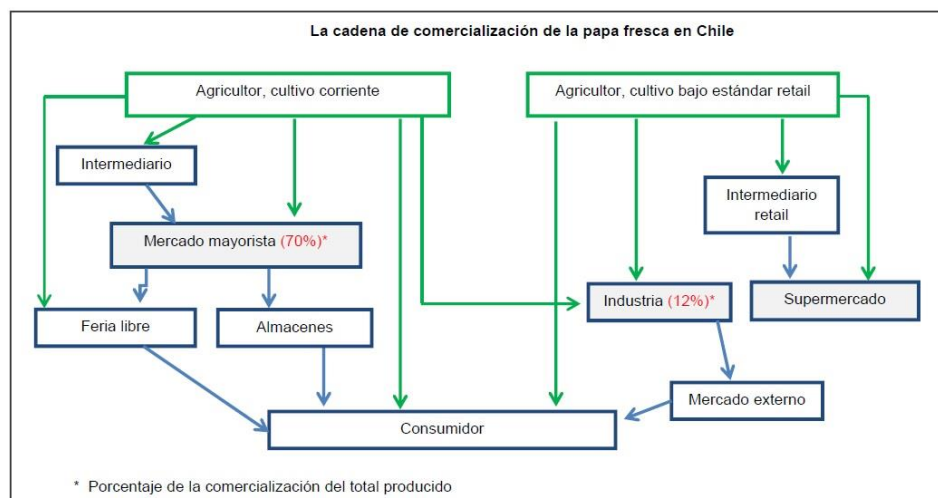 La cadena de comercialización de la papa fresca en Chile
Agricultor, cultivo corriente
Agricultor, cultivo bajo estándar retail
Intermediario
Intermediario
retail
Mercado mayorista (70%)*
Industria (12%)*
Supermercado
Feria libre
Almacenes
Mercado externo
Consumidor
* Porcentaje de la comercialización del total producido